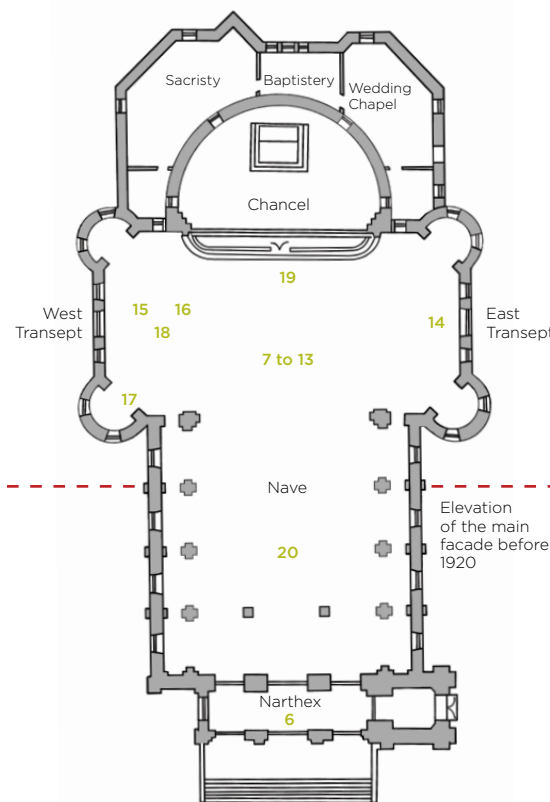 Sacristy
Baptistery
Wedding
Chapel
Chancel
19
15
16
18
West
Transept
14
East
Transept
7 to 13
17
Nave
Elevation
of the main
facade before
1920
20
Narthex
6